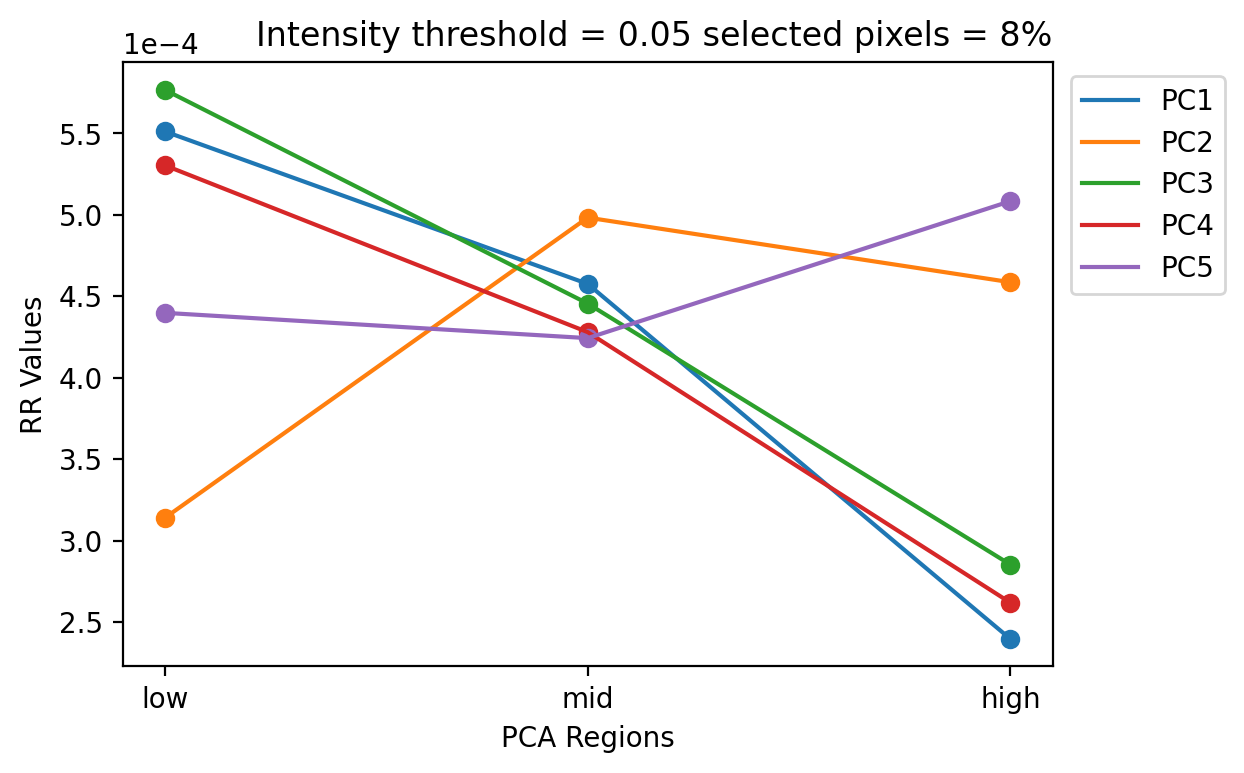 1e−4
Intensity threshold = 0.05 selected pixels = 8%
RR Values
5.5
5.0
4.5
4.0
3.5
3.0
2.5
low
mid
high
PCA Regions
PC1
PC2
PC3
PC4
PC5